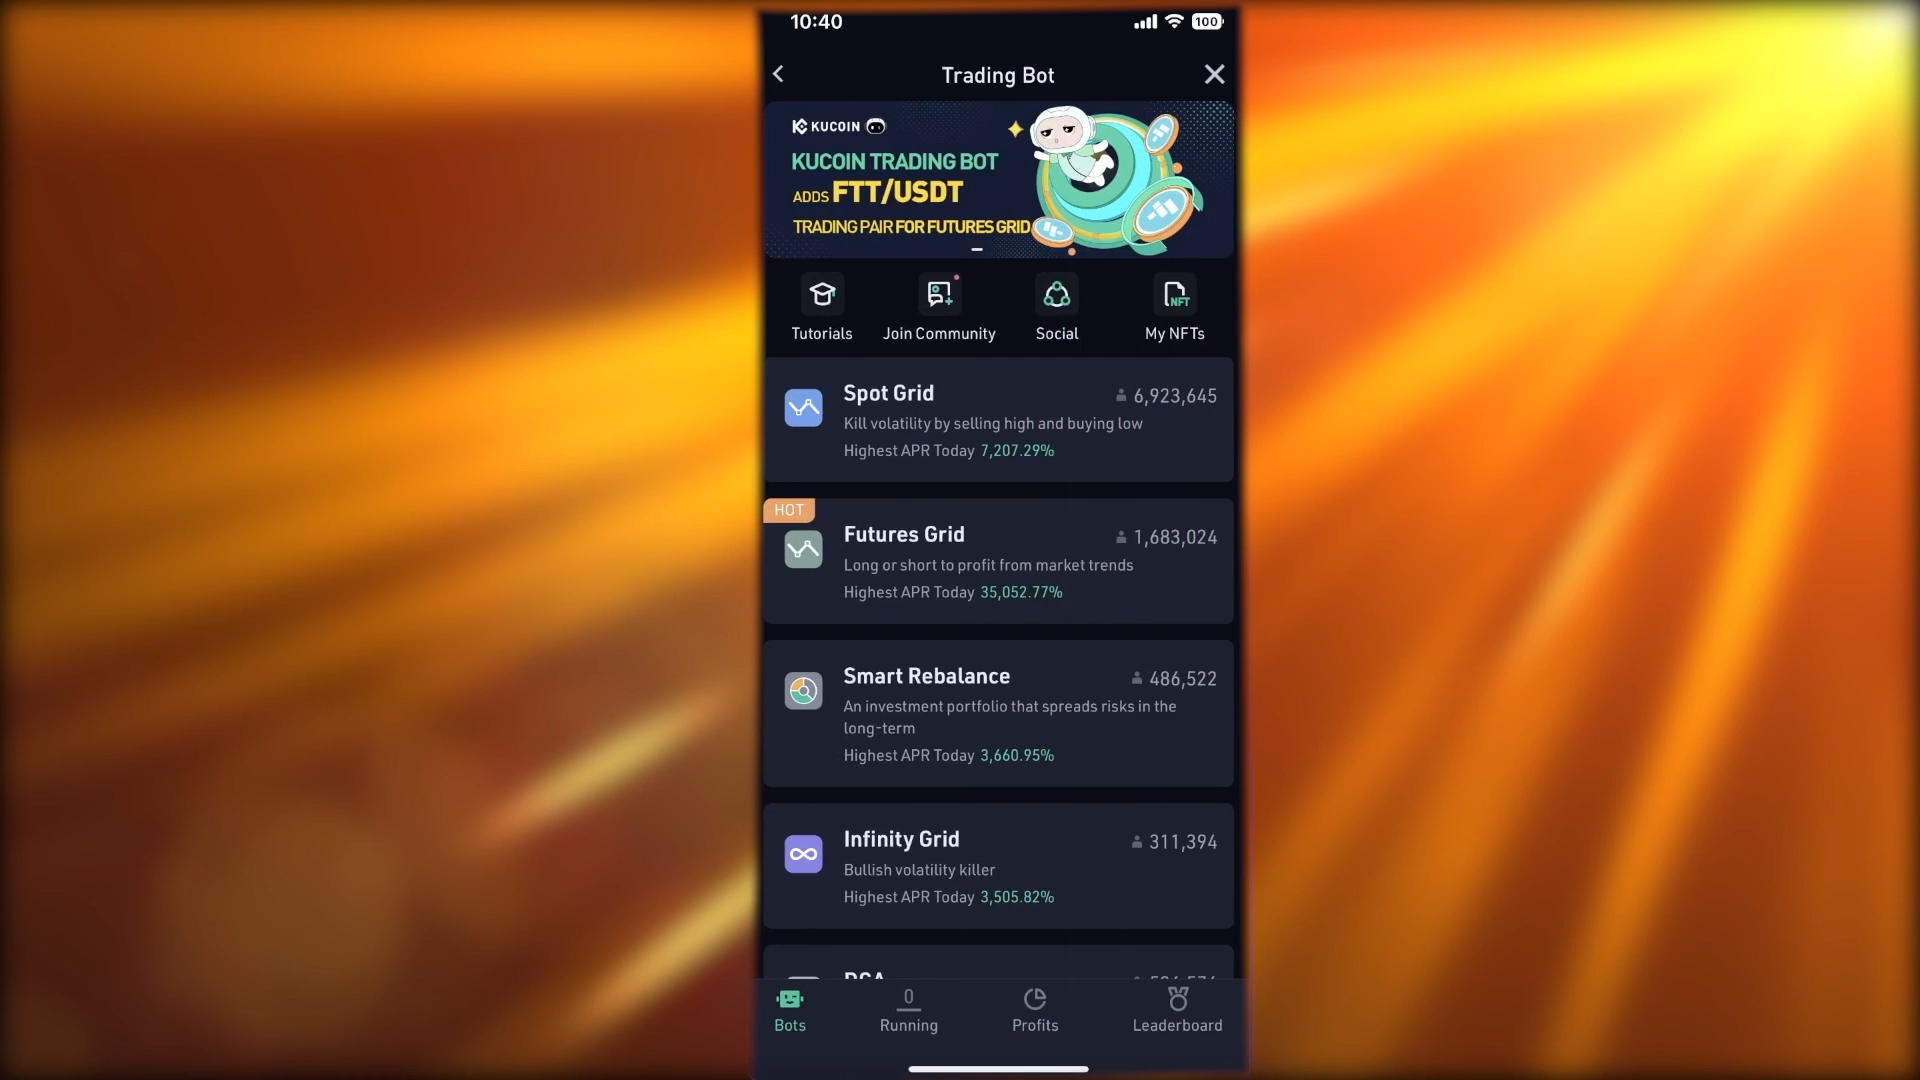 10:40
100
Trading Bot
KUCOIN
KUCOIN TRADING BOT
ADDS FTT/USDT
TRADING PAIR FOR FUTURES GRID
NFT
Tutorials
Join Community
Social
My NFTs
Spot Grid
6,923,645
Kill volatility by selling high and buying low
Highest APR Today 7,207.29%
HOT
Futures Grid
1,683,024
Long or short to profit from market trends
Highest APR Today 35,052.77%
Smart Rebalance
486,522
An investment portfolio that spreads risks in the
long-term
Highest APR Today 3,660.95%
Infinity Grid
311,394
Bullish volatility killer
Highest APR Today 3,505.82%
DCA
0
Bots
Running
Profits
Leaderboard